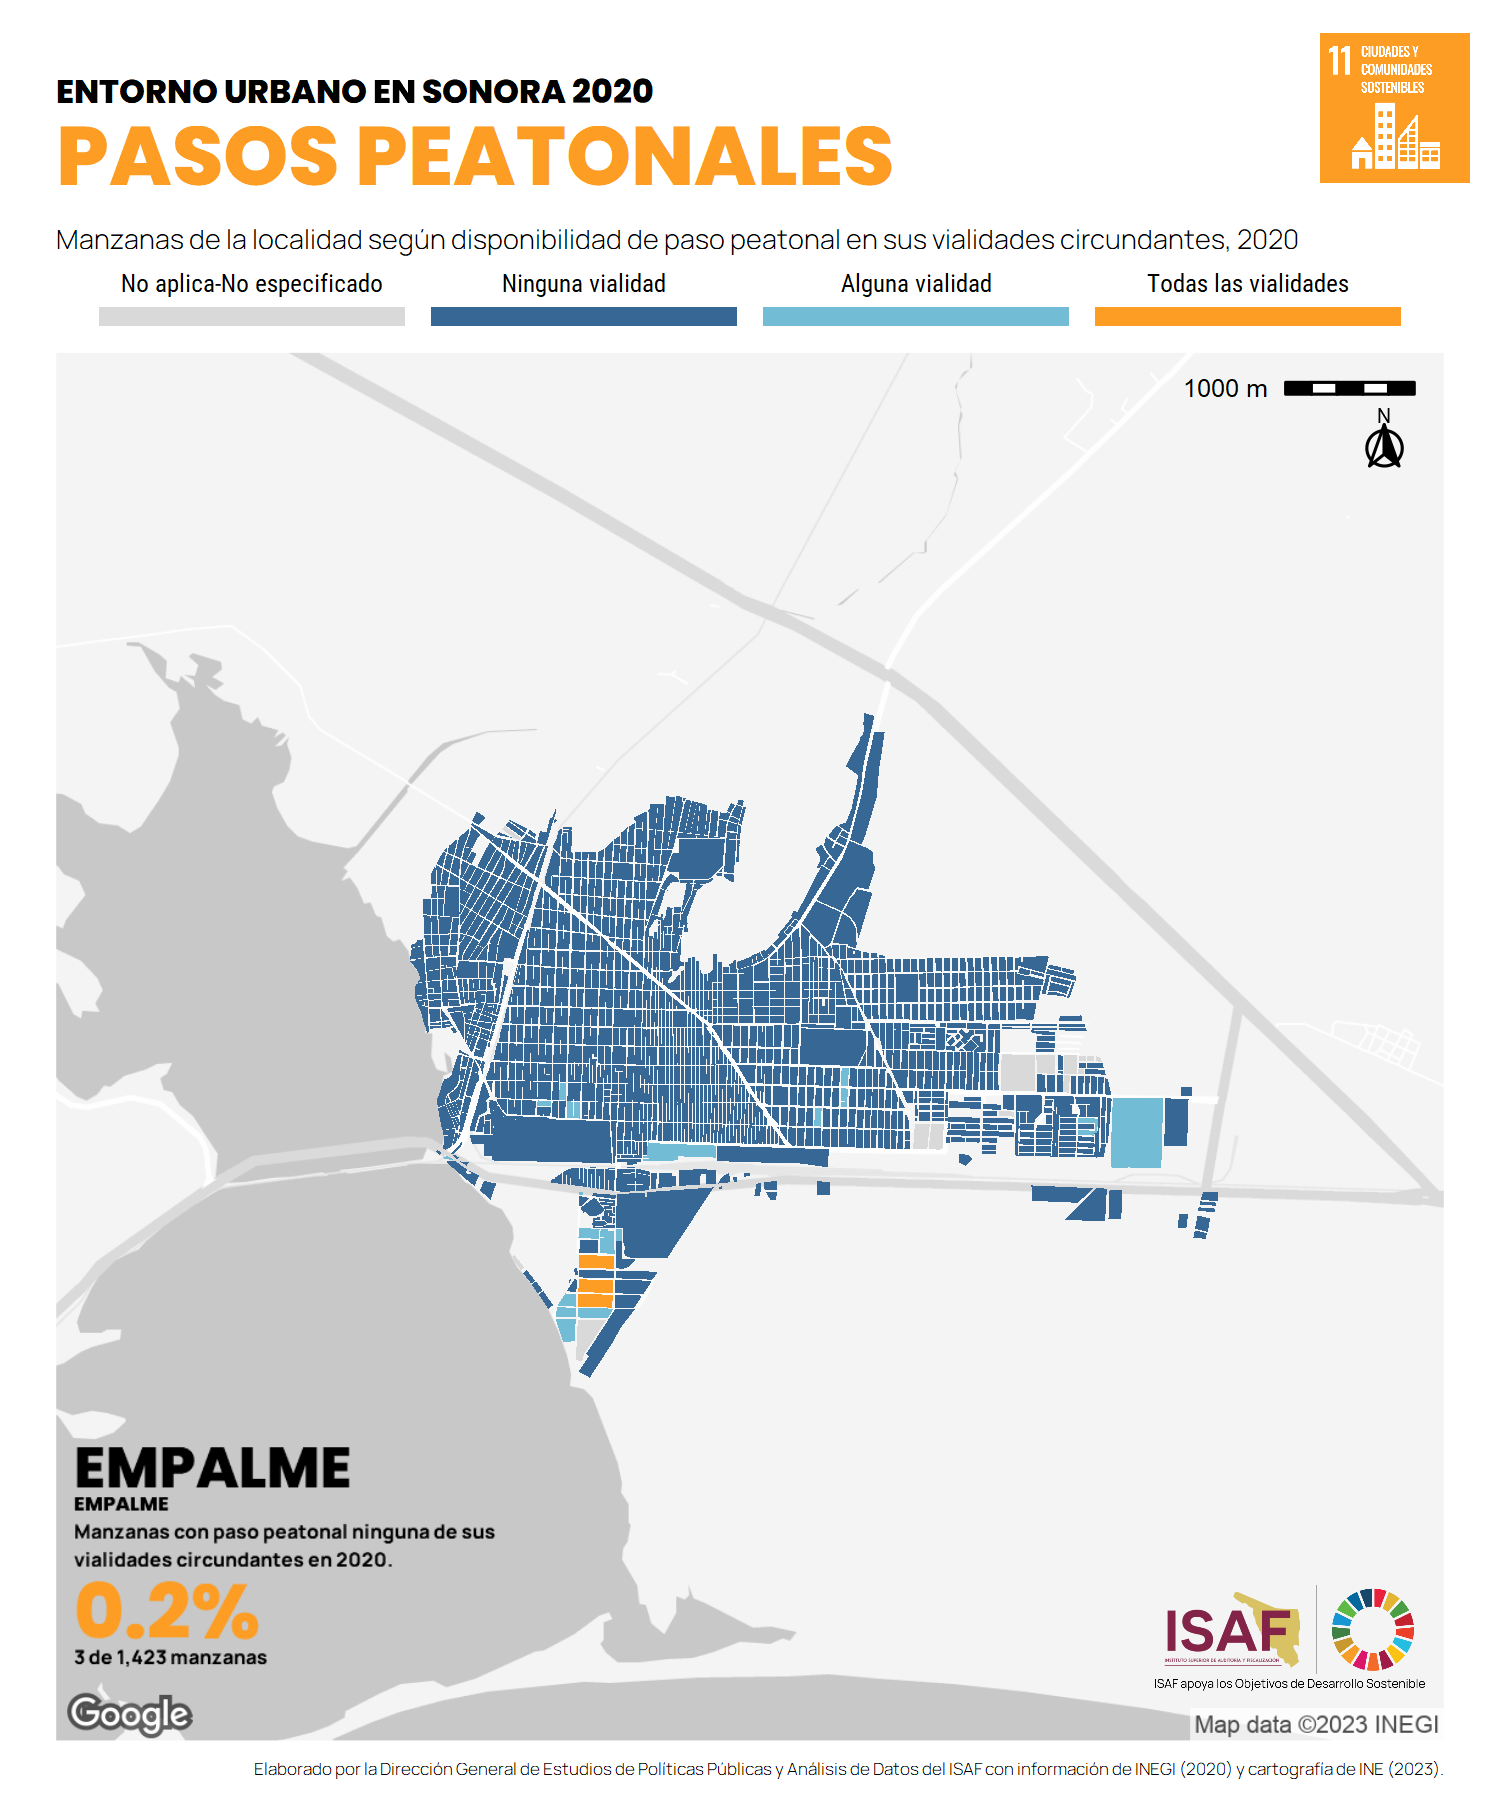 11 CIUDADES Y
COMUNIDADES
SOSTENIBLES
ENTORNO URBANO EN SONORA 2020
PASOS PEATONALES
Manzanas de la localidad según disponibilidad de paso peatonal en sus vialidades circundantes, 2020
No aplica-No especificado
Ninguna vialidad
Alguna vialidad
Todas las vialidades
1000 m
N
EMPALME
EMPALME
Manzanas con paso peatonal ninguna de sus
vialidades circundantes en 2020.
0.2%
3 de 1,423 manzanas
Google
ISAF
INSTITUTO SUPERIOR DE AUDITORÍA Y FISCALIZACIÓN
ISAF apoya los Objetivos de Desarrollo Sostenible
Map data ©2023 INEGI
Elaborado por la Dirección General de Estudios de Políticas Públicas y Análisis de Datos del ISAF con información de INEGI (2020) y cartografía de INE (2023).